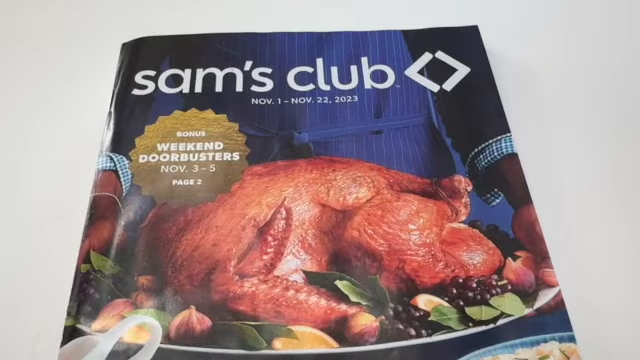 sam's club
NOV. 1 – NOV. 22, 2023
BONUS
WEEKEND
DOORBUSTERS
NOV. 3 – 5
PAGE 2